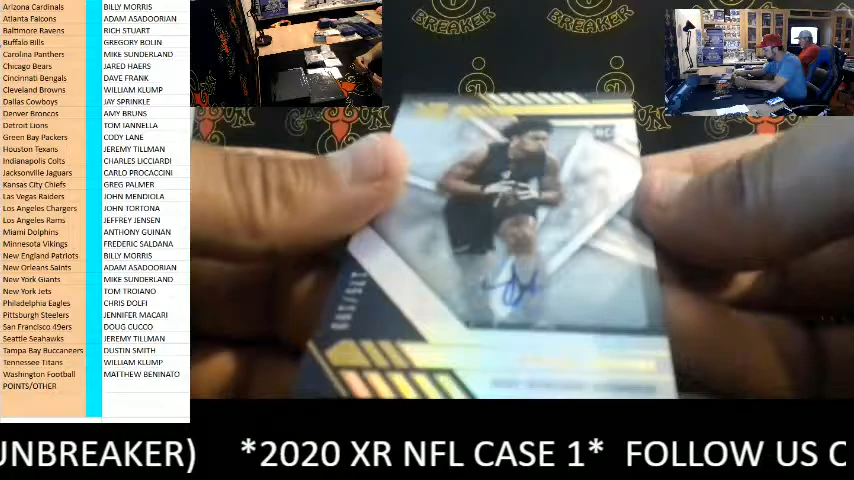 Arizona Cardinals BILLY MORRIS
Atlanta Falcons ADAM ASADOORIAN
Baltimore Ravens RICH STUART
Buffalo Bills GREGORY BOLIN
Carolina Panthers MIKE SUNDERLAND
Chicago Bears JARED HAERS
Cincinnati Bengals DAVE FRANK
Cleveland Browns WILLIAM KLUMP
Dallas Cowboys JAY SPRINKLE
Denver Broncos AMY BRUNS
Detroit Lions TOM IANNELLA
Green Bay Packers CODY LANE
Houston Texans JEREMY TILLMAN
Indianapolis Colts CHARLES LICCIARDI
Jacksonville Jaguars CARLO PROCACCINI
Kansas City Chiefs GREG PALMER
Las Vegas Raiders JOHN MENDIOLA
Los Angeles Chargers JOHN TORTONA
Los Angeles Rams JEFFREY JENSEN
Miami Dolphins ANTHONY GUINAN
Minnesota Vikings FREDERIC SALDANA
New England Patriots BILLY MORRIS
New Orleans Saints ADAM ASADOORIAN
New York Giants MIKE SUNDERLAND
New York Jets TOM TROIANO
Philadelphia Eagles CHRIS DOLFI
Pittsburgh Steelers JENNIFER MACARI
San Francisco 49ers DOUG CUCCO
Seattle Seahawks JEREMY TILLMAN
Tampa Bay Buccaneers DUSTIN SMITH
Tennessee Titans WILLIAM KLUMP
Washington Football MATTHEW BENINATO
POINTS/OTHER
BREAKER
BREAKER
UNBREAKER) *2020 XR NFL CASE 1* FOLLOW US